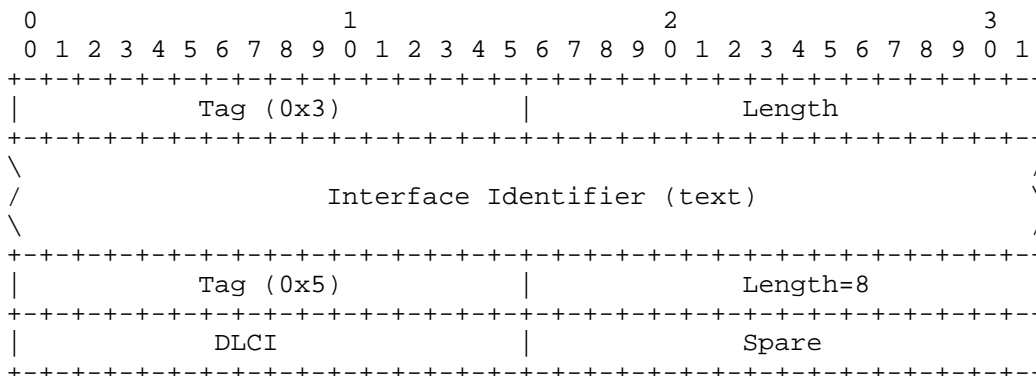 0                   1                   2                   3
 0 1 2 3 4 5 6 7 8 9 0 1 2 3 4 5 6 7 8 9 0 1 2 3 4 5 6 7 8 9 0 1
+-+-+-+-+-+-+-+-+-+-+-+-+-+-+-+-+-+-+-+-+-+-+-+-+-+-+-+-+-+-+-+-
|           Tag (0x3)           |             Length
+-+-+-+-+-+-+-+-+-+-+-+-+-+-+-+-+-+-+-+-+-+-+-+-+-+-+-+-+-+-+-+-
\                                                               /
/                   Interface Identifier (text)                 \
\                                                               /
+-+-+-+-+-+-+-+-+-+-+-+-+-+-+-+-+-+-+-+-+-+-+-+-+-+-+-+-+-+-+-+-
|           Tag (0x5)           |             Length=8
+-+-+-+-+-+-+-+-+-+-+-+-+-+-+-+-+-+-+-+-+-+-+-+-+-+-+-+-+-+-+-+-
|            DLCI               |             Spare
+-+-+-+-+-+-+-+-+-+-+-+-+-+-+-+-+-+-+-+-+-+-+-+-+-+-+-+-+-+-+-+-